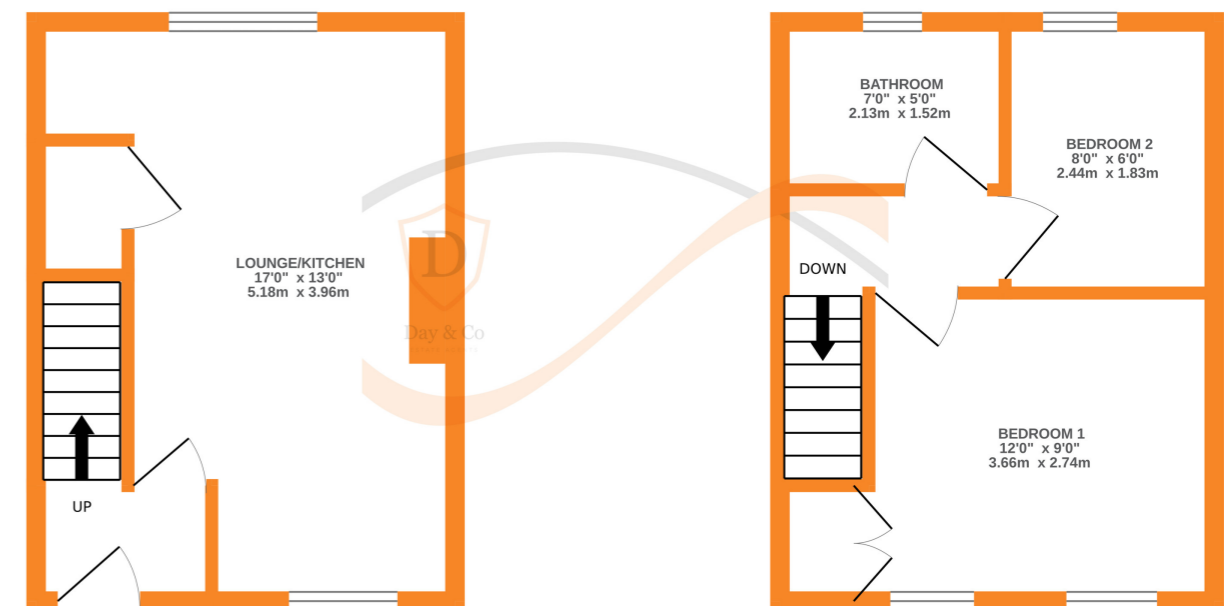 LOUNGE/KITCHEN
17'0" x 13'0"
5.18m x 3.96m
UP
D
Day & Co
BATHROOM
7'0" x 5'0"
2.13m x 1.52m
BEDROOM 2
8'0" x 6'0"
2.44m x 1.83m
DOWN
BEDROOM 1
12'0" x 9'0"
3.66m x 2.74m